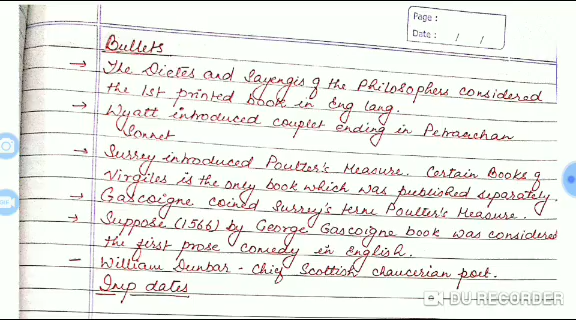 Page :
Date : / /
Bullets
→ The Dictes and Sayengis of the Philosophers considered
the 1st printed book in Eng lang.
→ Wyatt introduced couplet ending in Petrarchan
Sonnet
→ Surrey introduced Poulter's Measure. Certain Books of
Virgiles is the only book which was published separately.
→ Gascoigne coined Surrey's term Poulter's Measure.
→ Suppose (1566) by George Gascoigne book was considered
the first prose comedy in English.
– William Dunbar - Chief Scottish chaucerian poet.
Imp dates
DU RECORDER